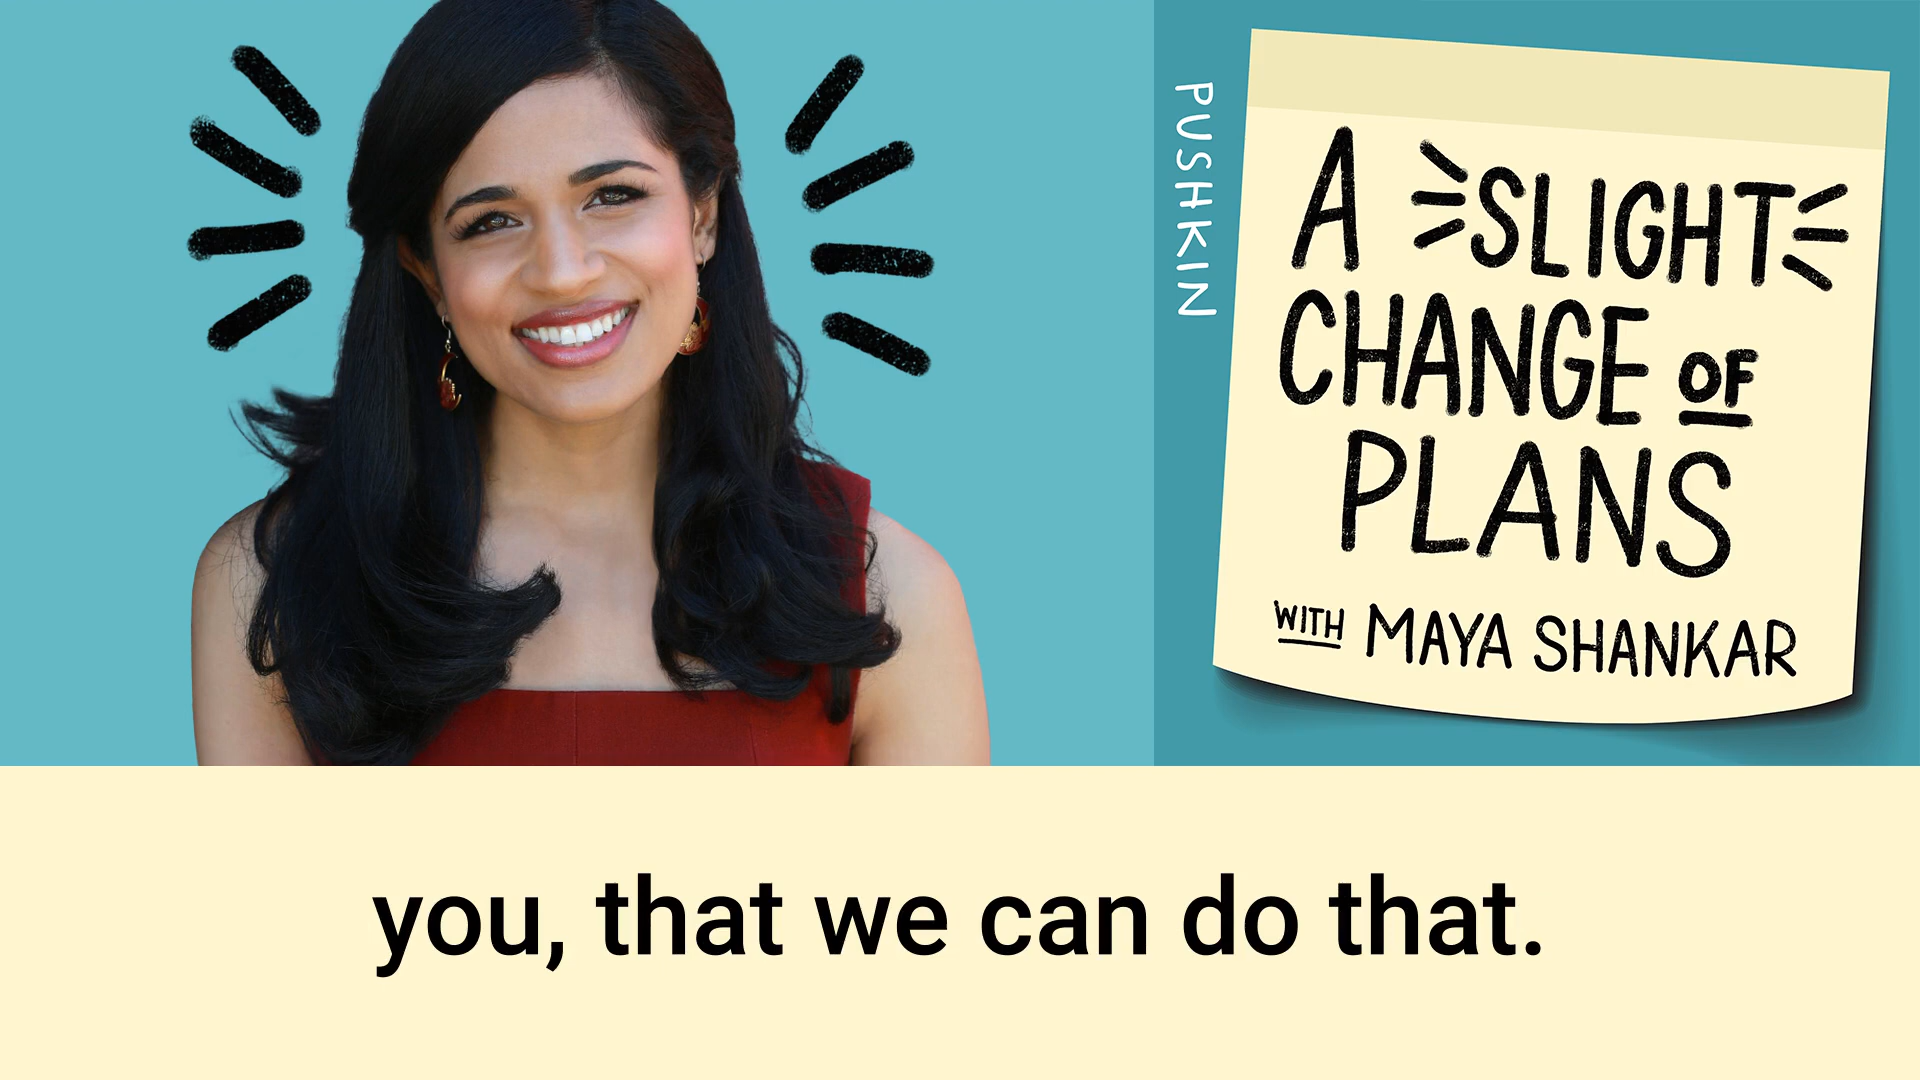 PUSHKIN
A SLIGHT
CHANGE OF
PLANS
WITH MAYA SHANKAR
you, that we can do that.